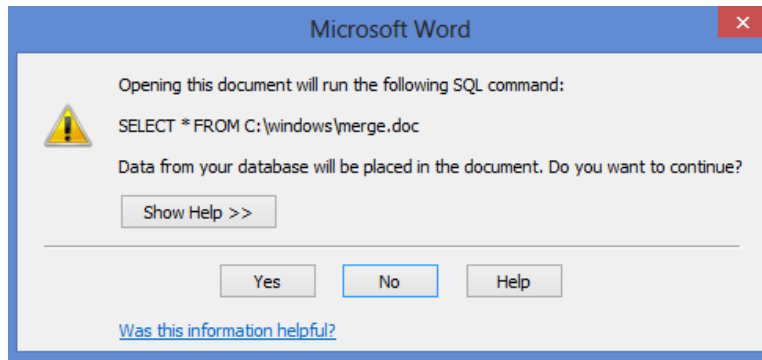 Microsoft Word
Opening this document will run the following SQL command:
SELECT * FROM C:\windows\merge.doc
Data from your database will be placed in the document. Do you want to continue?
Show Help >>
Yes
No
Help
Was this information helpful?